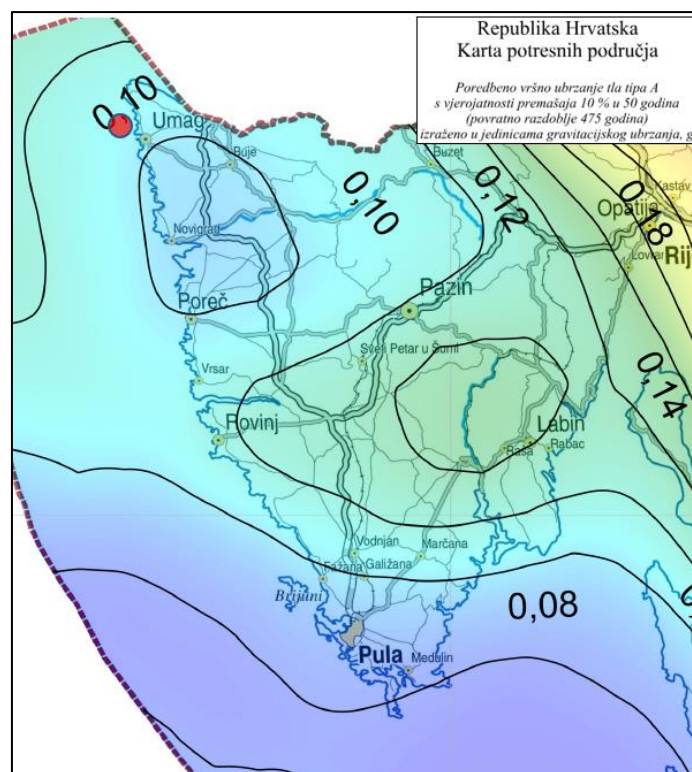 Republika Hrvatska
Karta potresnih područja
Poredbeno vršno ubrzanje tla tipa A
s vjerojatnosti premašaja 10 % u 50 godina
(povratno razdoblje 475 godina)
izraženo u jedinicama gravitacijskog ubrzanja, g
0,10
Umag
Buje
Buzet
0,10
0,12
Kastav
Opatija
0,18
Rij
Lovran
Novigrad
Pazin
Poreč
Sveti Petar u Šumi
0,14
Vrsar
Rovinj
Labin
Raša
Rabac
Vodnjan
Marčana
Galižana
Fažana
Brijuni
0,08
Pula
Medulin